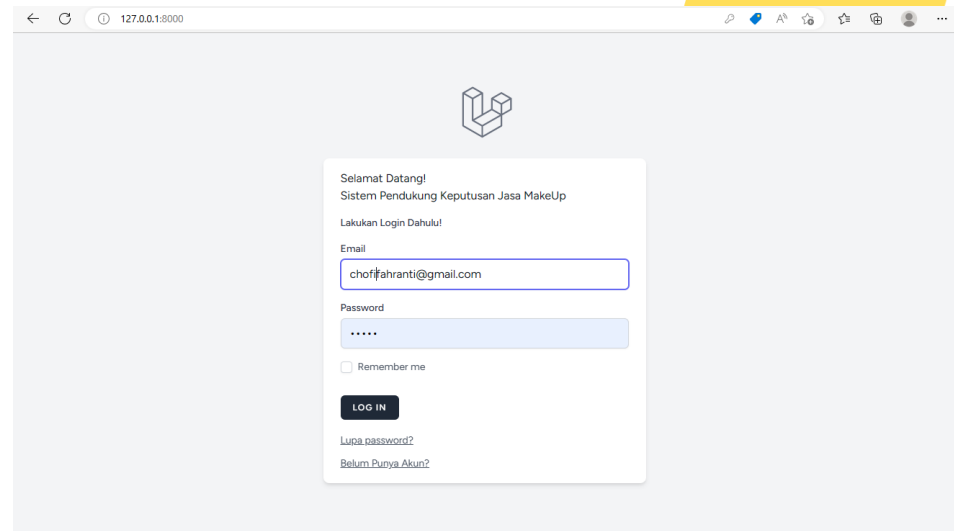 127.0.0.1:8000
Selamat Datang!
Sistem Pendukung Keputusan Jasa MakeUp
Lakukan Login Dahulu!
Email
chofifahranti@gmail.com
Password
•••••
Remember me
LOG IN
Lupa password?
Belum Punya Akun?